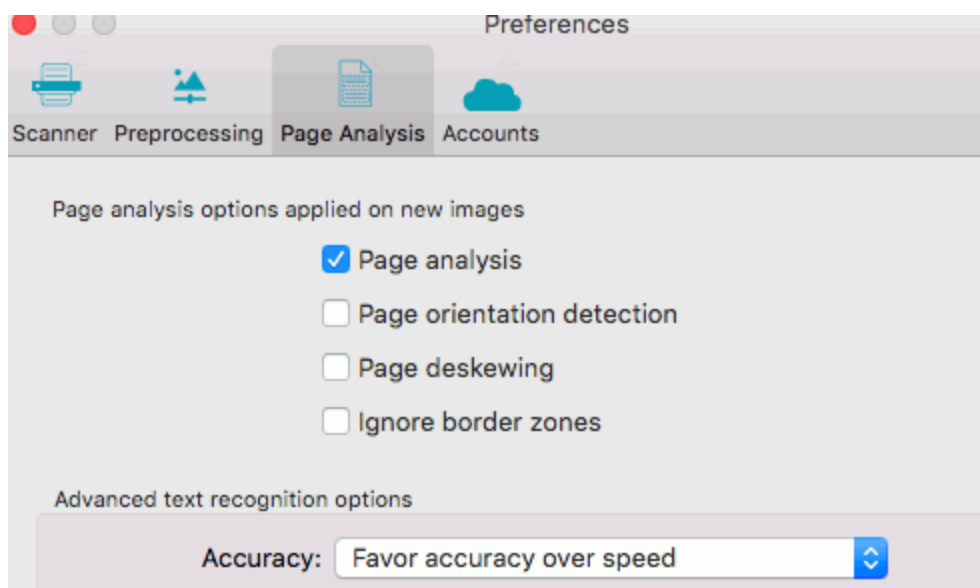 Preferences
Scanner Preprocessing Page Analysis Accounts
Page analysis options applied on new images
Page analysis
Page orientation detection
Page deskewing
Ignore border zones
Advanced text recognition options
Accuracy: Favor accuracy over speed